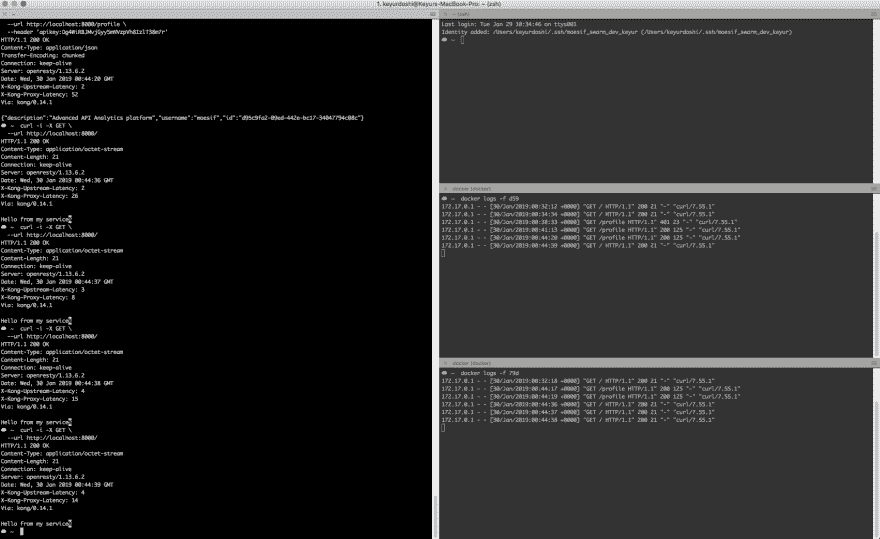 1. keyurdoshi@Keyurs-MacBook-Pro: ~ (zsh)
--url http://localhost:8000/profile \
--header 'apikey:
HTTP/1.1 200 OK
Content-Type: application/json
Transfer-Encoding: chunked
Connection: keep-alive
Server: openresty/1.13.6.2
Date: Wed, 30 Jan 2019 00:44:20 GMT
X-Kong-Upstream-Latency: 2
X-Kong-Proxy-Latency: 52
Via: kong/0.14.1
{"description":"Advanced API Analytics platform","username":"moesif","id":"d95c9fa2-09ed-442e-bc17-34047794c08c"}
~ curl -i -X GET \
--url http://localhost:8000/
HTTP/1.1 200 OK
Content-Type: application/octet-stream
Content-Length: 21
Connection: keep-alive
Server: openresty/1.13.6.2
Date: Wed, 30 Jan 2019 00:44:36 GMT
X-Kong-Upstream-Latency: 2
X-Kong-Proxy-Latency: 26
Via: kong/0.14.1
Hello from my service%
~ curl -i -X GET \
--url http://localhost:8000/
HTTP/1.1 200 OK
Content-Type: application/octet-stream
Content-Length: 21
Connection: keep-alive
Server: openresty/1.13.6.2
Date: Wed, 30 Jan 2019 00:44:37 GMT
X-Kong-Upstream-Latency: 3
X-Kong-Proxy-Latency: 8
Via: kong/0.14.1
Hello from my service%
~ curl -i -X GET \
--url http://localhost:8000/
HTTP/1.1 200 OK
Content-Type: application/octet-stream
Content-Length: 21
Connection: keep-alive
Server: openresty/1.13.6.2
Date: Wed, 30 Jan 2019 00:44:38 GMT
X-Kong-Upstream-Latency: 4
X-Kong-Proxy-Latency: 15
Via: kong/0.14.1
Hello from my service%
~ curl -i -X GET \
--url http://localhost:8000/
HTTP/1.1 200 OK
Content-Type: application/octet-stream
Content-Length: 21
Connection: keep-alive
Server: openresty/1.13.6.2
Date: Wed, 30 Jan 2019 00:44:39 GMT
X-Kong-Upstream-Latency: 4
X-Kong-Proxy-Latency: 14
Via: kong/0.14.1
Hello from my service%
~
~ (zsh)
Last login: Tue Jan 29 10:34:46 on ttys001
Identity added: /Users/keyurdoshi/.ssh/moesif_swarm_dev_keyur (/Users/keyurdoshi/.ssh/moesif_swarm_dev_keyur)
~
docker (docker)
~ docker logs -f d59
172.17.0.1 - - [30/Jan/2019:00:32:12 +0000] "GET / HTTP/1.1" 200 21 "-" "curl/7.55.1"
172.17.0.1 - - [30/Jan/2019:00:34:34 +0000] "GET / HTTP/1.1" 200 21 "-" "curl/7.55.1"
172.17.0.1 - - [30/Jan/2019:00:38:33 +0000] "GET /profile HTTP/1.1" 401 23 "-" "curl/7.55.1"
172.17.0.1 - - [30/Jan/2019:00:41:13 +0000] "GET /profile HTTP/1.1" 200 125 "-" "curl/7.55.1"
172.17.0.1 - - [30/Jan/2019:00:44:20 +0000] "GET /profile HTTP/1.1" 200 125 "-" "curl/7.55.1"
172.17.0.1 - - [30/Jan/2019:00:44:39 +0000] "GET / HTTP/1.1" 200 21 "-" "curl/7.55.1"
docker (docker)
~ docker logs -f 79d
172.17.0.1 - - [30/Jan/2019:00:32:18 +0000] "GET / HTTP/1.1" 200 21 "-" "curl/7.55.1"
172.17.0.1 - - [30/Jan/2019:00:44:17 +0000] "GET /profile HTTP/1.1" 200 125 "-" "curl/7.55.1"
172.17.0.1 - - [30/Jan/2019:00:44:19 +0000] "GET /profile HTTP/1.1" 200 125 "-" "curl/7.55.1"
172.17.0.1 - - [30/Jan/2019:00:44:36 +0000] "GET / HTTP/1.1" 200 21 "-" "curl/7.55.1"
172.17.0.1 - - [30/Jan/2019:00:44:37 +0000] "GET / HTTP/1.1" 200 21 "-" "curl/7.55.1"
172.17.0.1 - - [30/Jan/2019:00:44:38 +0000] "GET / HTTP/1.1" 200 21 "-" "curl/7.55.1"